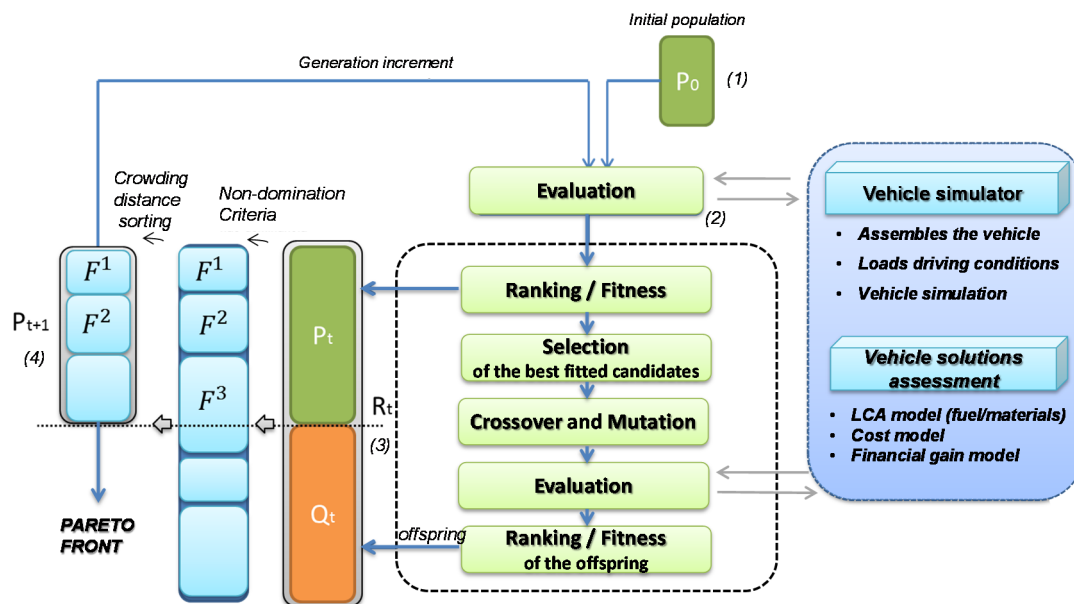 Initial population
P0
(1)
Generation increment
Evaluation
(2)
Crowding
distance
sorting
Non-domination
Criteria
Vehicle simulator
• Assembles the vehicle
• Loads driving conditions
• Vehicle simulation
Vehicle solutions
assessment
• LCA model (fuel/materials)
• Cost model
• Financial gain model
Pt+1
(4)
F1
F2
F1
F2
F3
Pt
Rt
(3)
Qt
Ranking / Fitness
Selection
of the best fitted candidates
Crossover and Mutation
Evaluation
offspring
Ranking / Fitness
of the offspring
PARETO
FRONT